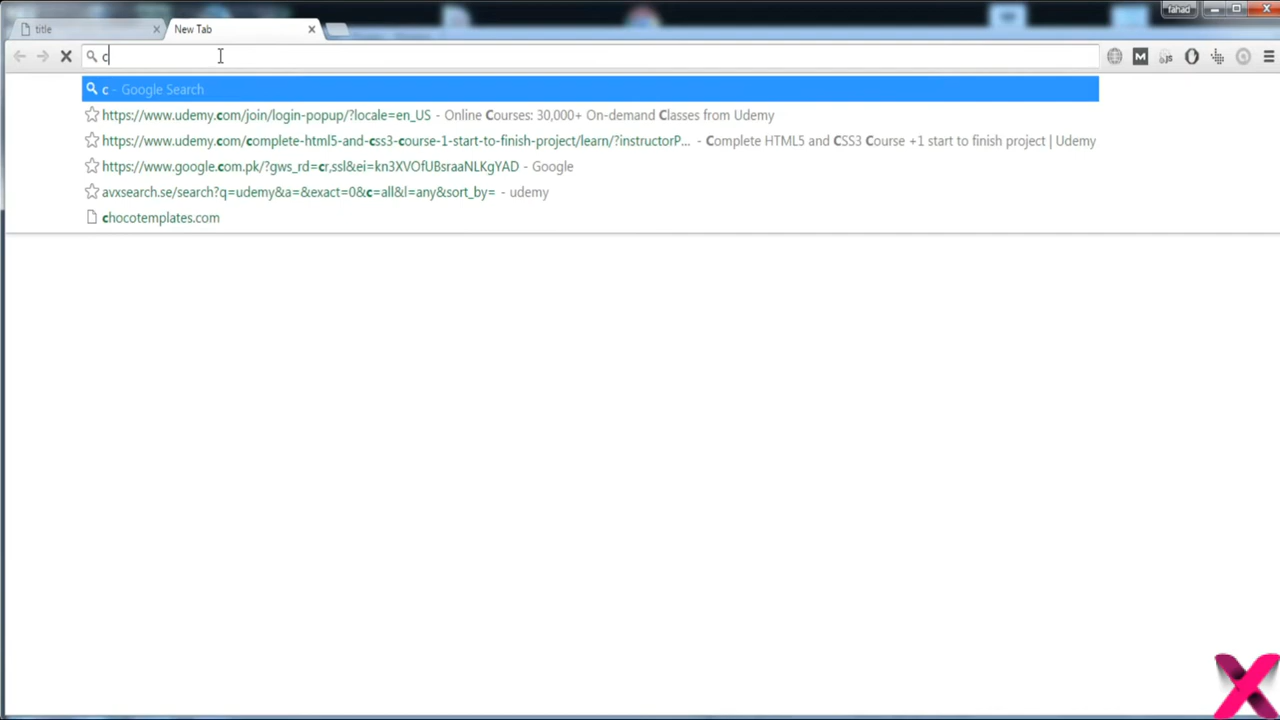 fahad
title
New Tab
c
c - Google Search
https://www.udemy.com/join/login-popup/?locale=en_US - Online Courses: 30,000+ On-demand Classes from Udemy
https://www.udemy.com/complete-html5-and-css3-course-1-start-to-finish-project/learn/?instructorP... - Complete HTML5 and CSS3 Course +1 start to finish project | Udemy
https://www.google.com.pk/?gws_rd=cr,ssl&ei=kn3XVOfUBsraaNLKgYAD - Google
avxsearch.se/search?q=udemy&a=&exact=0&c=all&l=any&sort_by= - udemy
chocotemplates.com